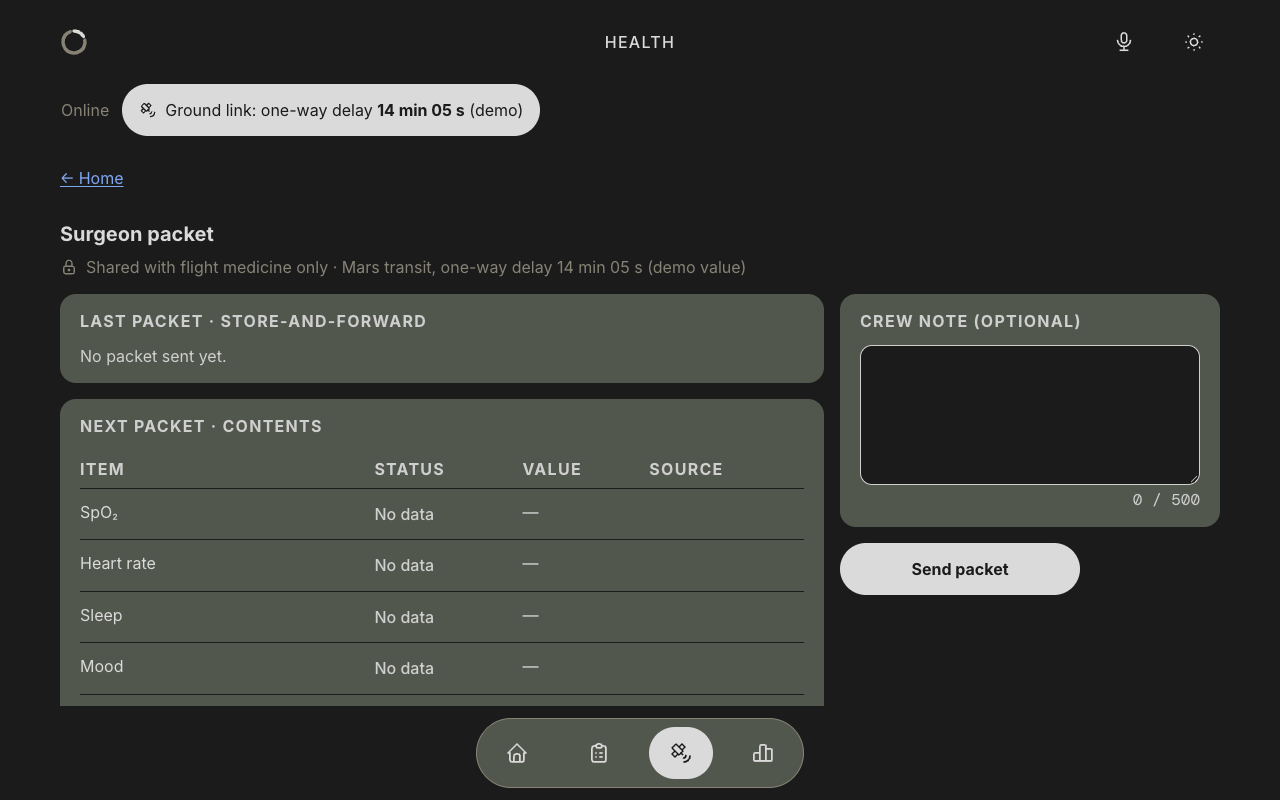 HEALTH
Online
Ground link: one-way delay 14 min 05 s (demo)
← Home
Surgeon packet
Shared with flight medicine only · Mars transit, one-way delay 14 min 05 s (demo value)
LAST PACKET · STORE-AND-FORWARD
No packet sent yet.
NEXT PACKET · CONTENTS
ITEM STATUS VALUE SOURCE
SpO₂ No data —
Heart rate No data —
Sleep No data —
Mood No data —
CREW NOTE (OPTIONAL)
0 / 500
Send packet